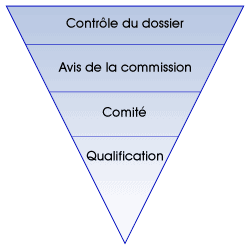 Contrôle du dossier
Avis de la commission
Comité
Qualification